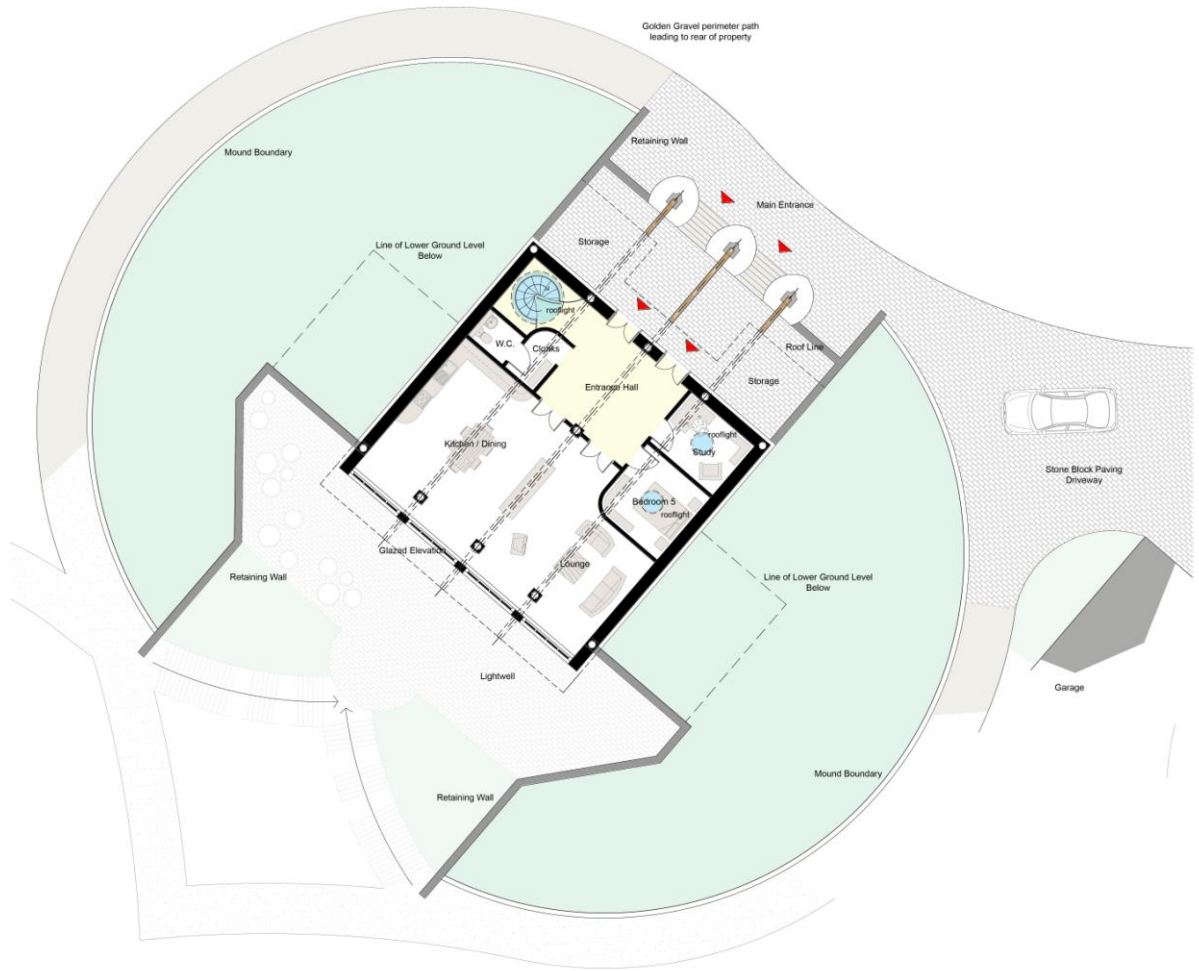 Golden Gravel perimeter path
leading to rear of property
Retaining Wall
Mound Boundary
Main Entrance
Storage
Line of Lower Ground Level
Below
rooflight
W.C.
Cloaks
Roof Line
Storage
Entrance Hall
rooflight
Study
Kitchen / Dining
Stone Block Paving
Driveway
Bedroom 5
rooflight
Glazed Elevation
Lounge
Retaining Wall
Line of Lower Ground Level
Below
Lightwell
Garage
Mound Boundary
Retaining Wall